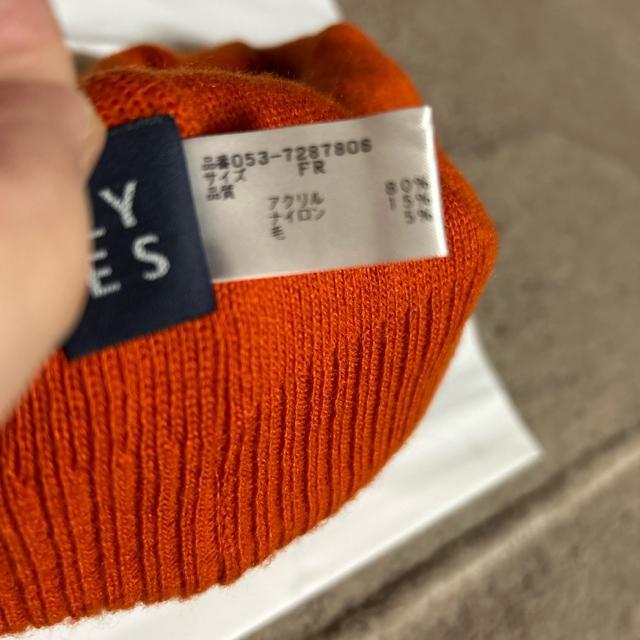 品番053-7287806
サイズ FR
品質
アクリル 80%
ナイロン 15%
毛 5%
EY
ES